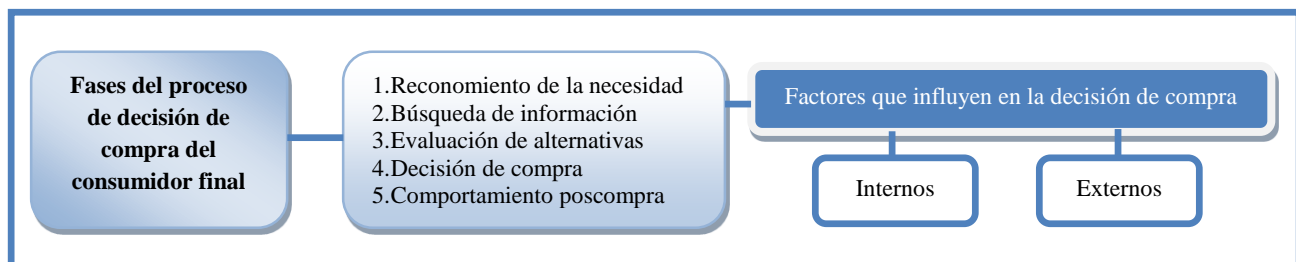 Fases del proceso
de decisión de
compra del
consumidor final
1.Reconomiento de la necesidad
2.Búsqueda de información
3.Evaluación de alternativas
4.Decisión de compra
5.Comportamiento poscompra
Factores que influyen en la decisión de compra
Internos
Externos